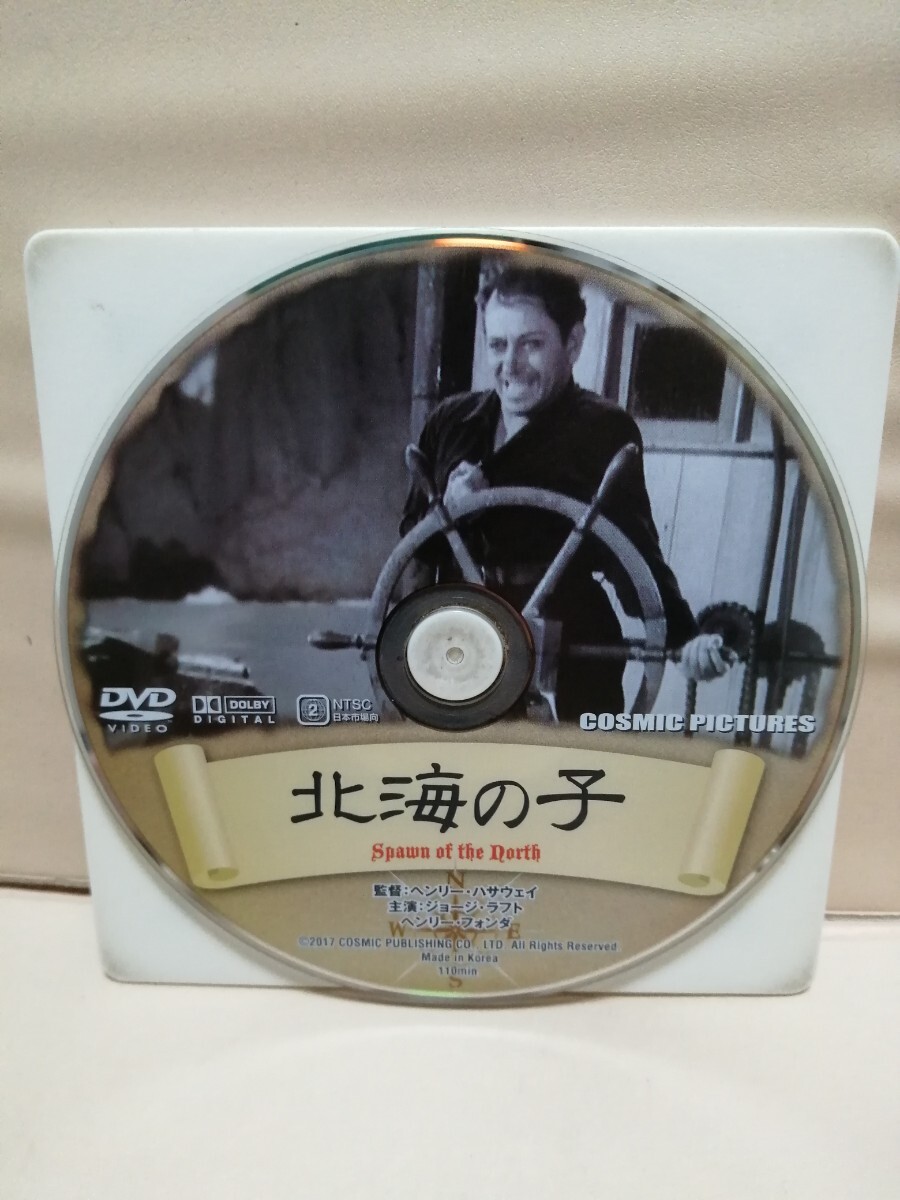 DVD
VIDEO
DOLBY
DIGITAL
2
NTSC
日本市場向
COSMIC PICTURES
北海の子
Spawn of the North
N
監督：ヘンリー・ハサウェイ
主演：ジョージ・ラフト
ヘンリー・フォンダ
W E
©2017 COSMIC PUBLISHING CO., LTD. All Rights Reserved
Made in Korea
110min
S